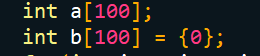 int a[100];
int b[100] = {0};